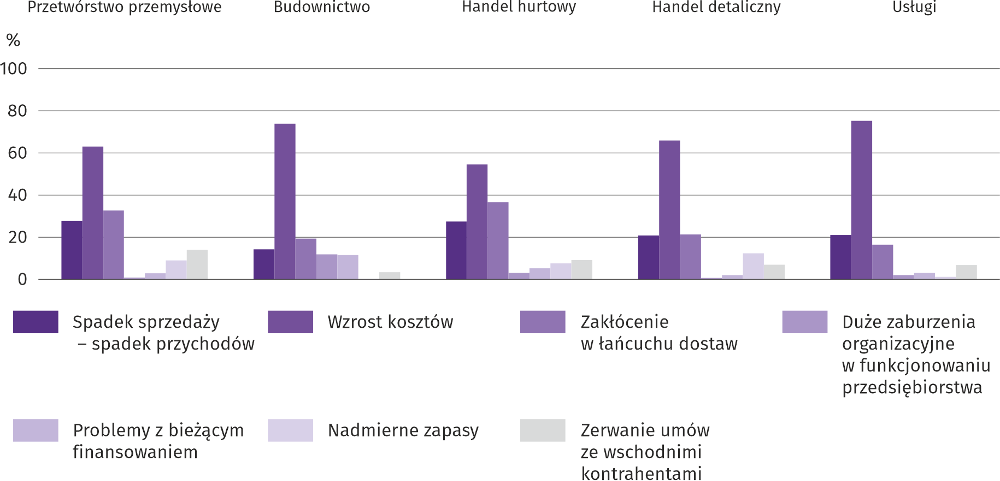 Przetwórstwo przemysłowe
Budownictwo
Handel hurtowy
Handel detaliczny
Usługi
%
100
80
60
40
20
0
Spadek sprzedaży
– spadek przychodów
Wzrost kosztów
Zakłócenie
w łańcuchu dostaw
Duże zaburzenia
organizacyjne
w funkcjonowaniu
przedsiębiorstwa
Problemy z bieżącym
finansowaniem
Nadmierne zapasy
Zerwanie umów
ze wschodnimi
kontrahentami